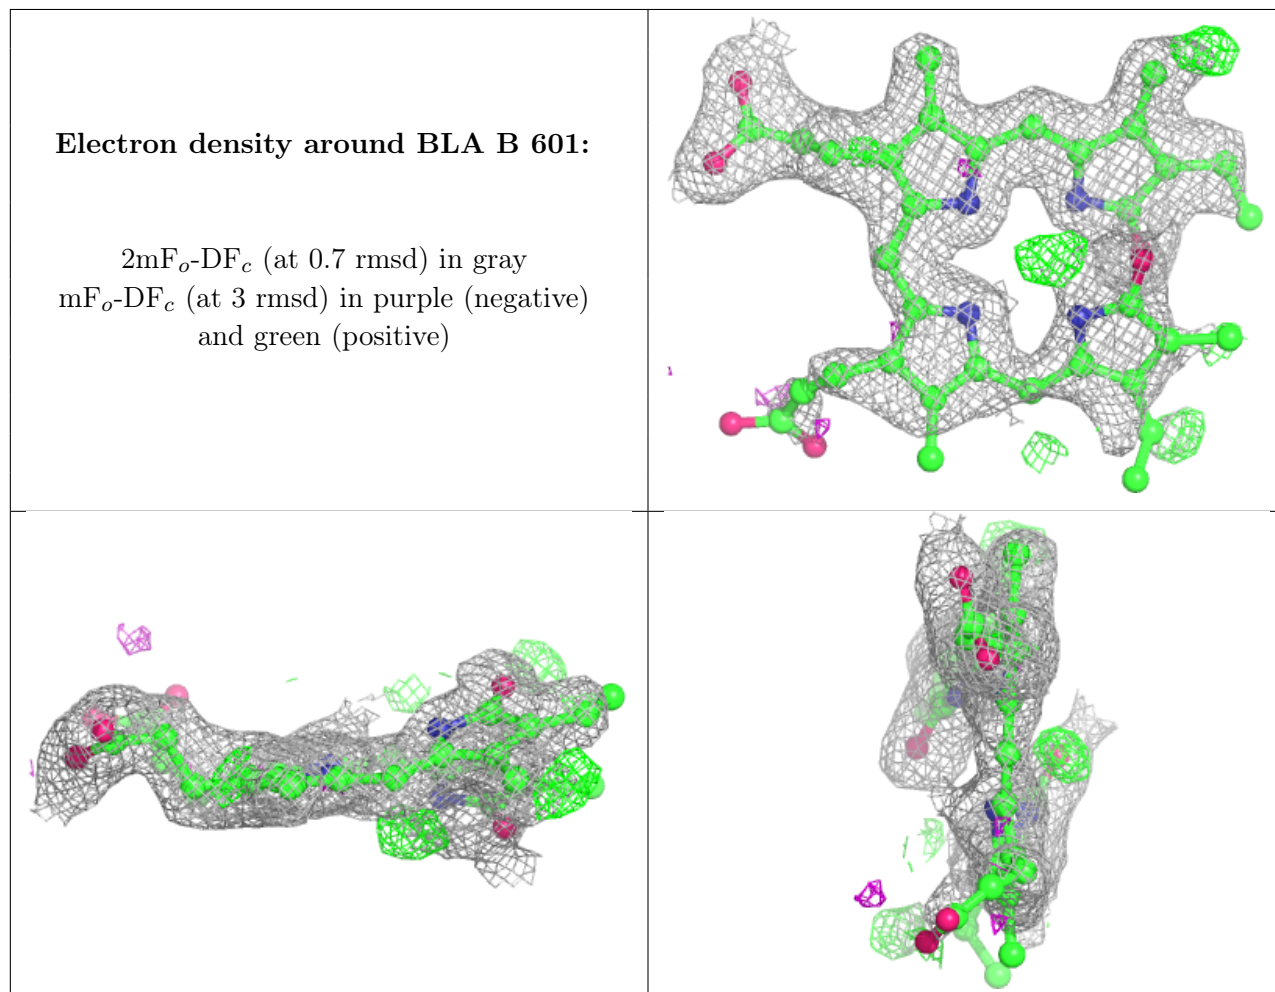 Electron density around BLA B 601:
2mFo-DFc (at 0.7 rmsd) in gray
mFo-DFc (at 3 rmsd) in purple (negative)
and green (positive)